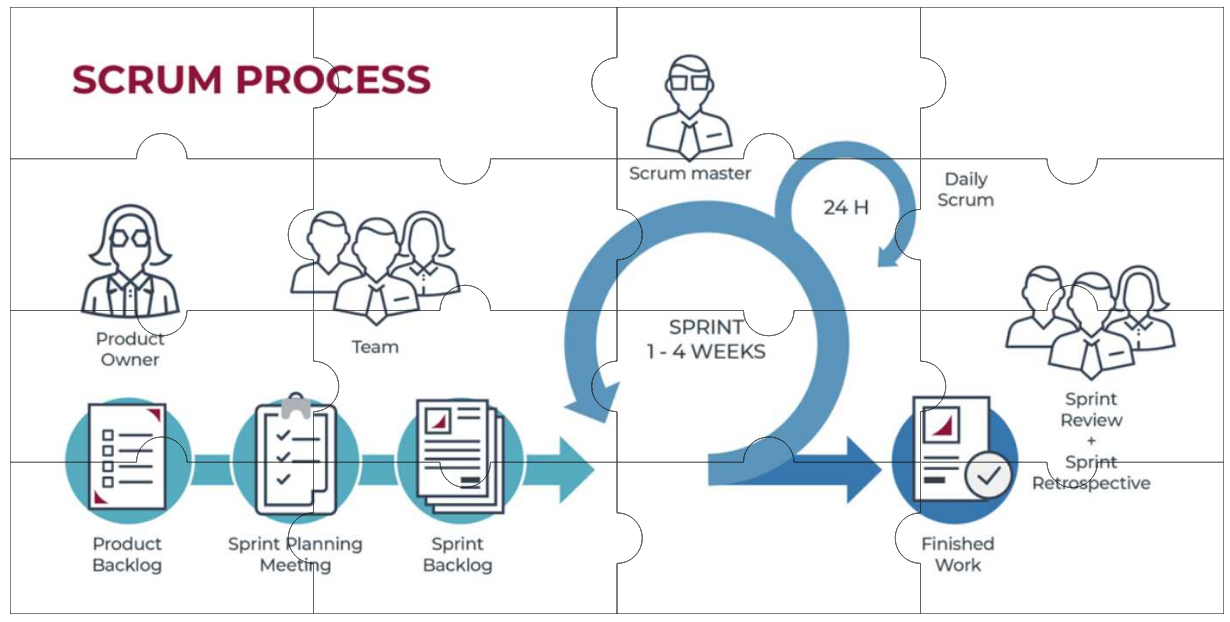 SCRUM PROCESS
Scrum master
Daily
Scrum
24 H
Product
Owner
Team
SPRINT
1 - 4 WEEKS
Sprint
Review
+
Sprint
Retrospective
Product
Backlog
Sprint Planning
Meeting
Sprint
Backlog
Finished
Work